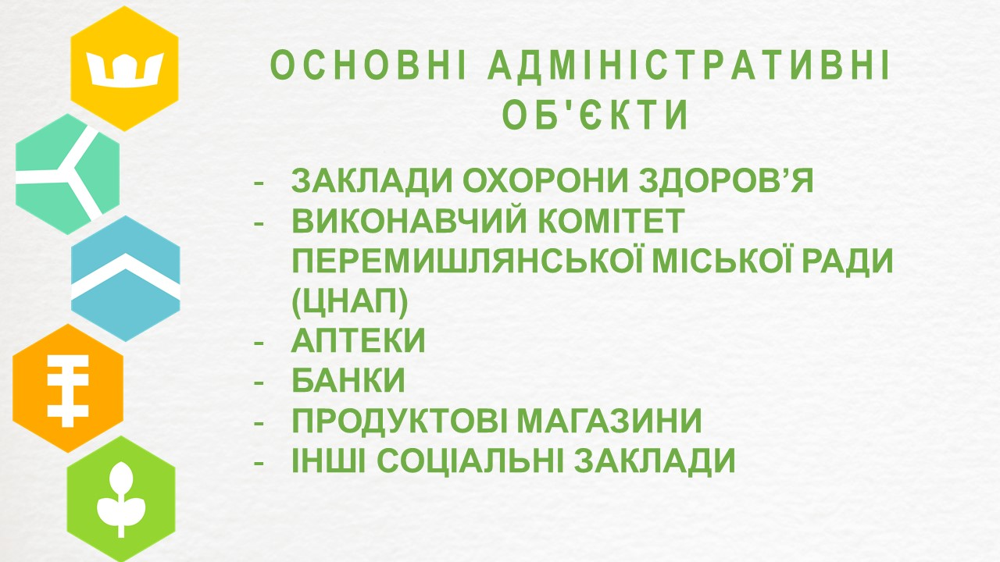 ОСНОВНІ АДМІНІСТРАТИВНІ
ОБ'ЄКТИ
- ЗАКЛАДИ ОХОРОНИ ЗДОРОВ’Я
- ВИКОНАВЧИЙ КОМІТЕТ
ПЕРЕМИШЛЯНСЬКОЇ МІСЬКОЇ РАДИ
(ЦНАП)
- АПТЕКИ
- БАНКИ
- ПРОДУКТОВІ МАГАЗИНИ
- ІНШІ СОЦІАЛЬНІ ЗАКЛАДИ